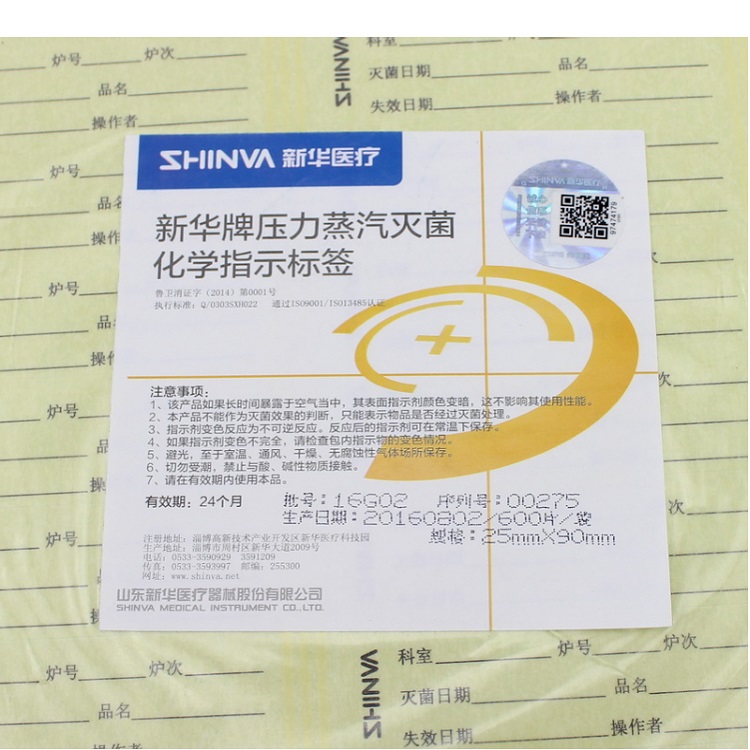 炉号 炉次
品名
操作者
SHINVA
科室
灭菌日期 品名
失效日期 操作者
炉号
品名
操作
炉号
品
操作
炉号
操
炉号
炉号
SHINVA 新华医疗
97474179
新华牌压力蒸汽灭菌
化学指示标签
鲁卫消证字(2014)第0001号
执行标准:Q/0303SXH022 通过ISO9001/ISO13485认证
注意事项:
1、该产品如果长时间暴露于空气当中,其表面指示剂颜色变暗,这不影响其使用性能。
2、本产品不能作为灭菌效果的判断,只能表示物品是否经过灭菌处理。
3、指示剂变色反应为不可逆反应。反应后的指示剂可在常温下保存。
4、如果指示剂变色不完全,请检查包内指示物的变色情况。
5、避光,至于室温、通风、干燥、无腐蚀性气体场所保存。
6、切勿受潮,禁止与酸、碱性物质接触。
7、请在有效期内使用本品。
有效期:24个月 批号:16G02 序列号:00275
生产日期:20160802/600片/袋
规格:25mmX90mm
注册地址:淄博高新技术产业开发区新华医疗科技园
生产地址:淄博市周村区新华大道2009号
电话:0533-3590929 3591209
传真:0533-3593997 邮编:255300
网址:www.shinva.net
山东新华医疗器械股份有限公司
SHINVA MEDICAL INSTRUMENT CO.,LTD.
炉号 炉次
品名
操作者
SHINVA
科室 炉号 炉次
灭菌日期 品名
失效日期 操作者